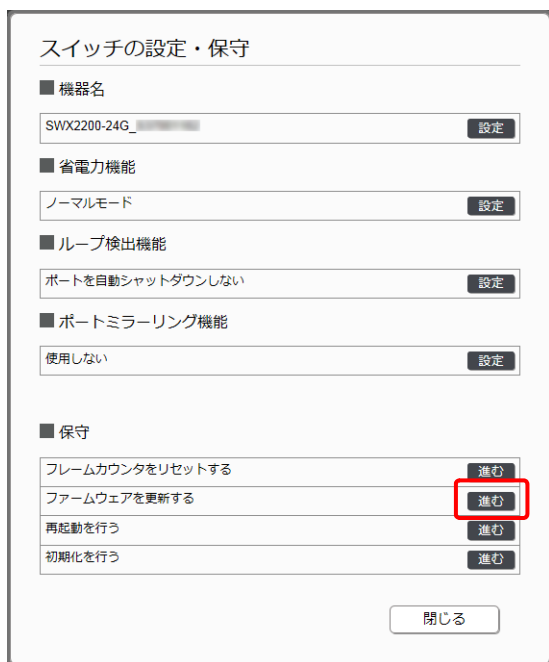 スイッチの設定・保守
機器名
SWX2200-24G_
設定
省電力機能
ノーマルモード
設定
ループ検出機能
ポートを自動シャットダウンしない
設定
ポートミラーリング機能
使用しない
設定
保守
フレームカウンタをリセットする
進む
ファームウェアを更新する
進む
再起動を行う
進む
初期化を行う
進む
閉じる